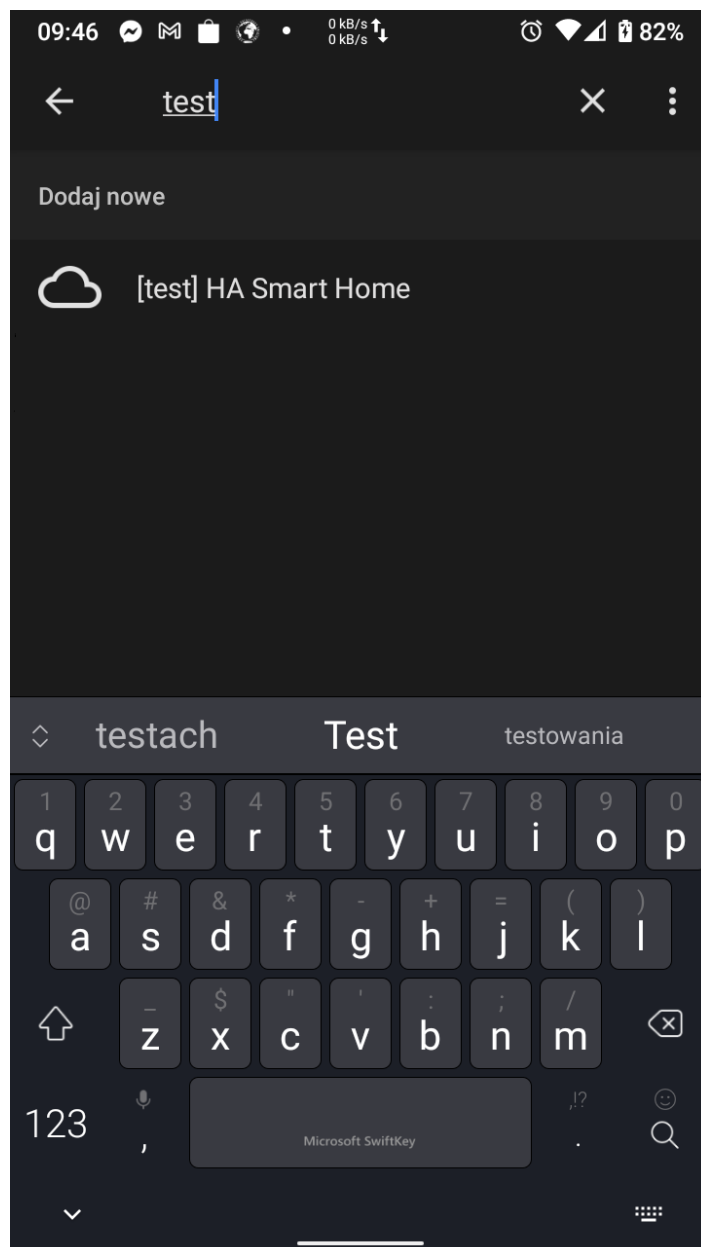 09:46 0 kB/s 82%
0 kB/s
test
Dodaj nowe
[test] HA Smart Home
testach Test testowania
1 2 3 4 5 6 7 8 9 0
q w e r t y u i o p
@ # & * - + = ( )
a s d f g h j k l
_ $ " ' : ; /
z x c v b n m
,!?
123 , Microsoft SwiftKey .